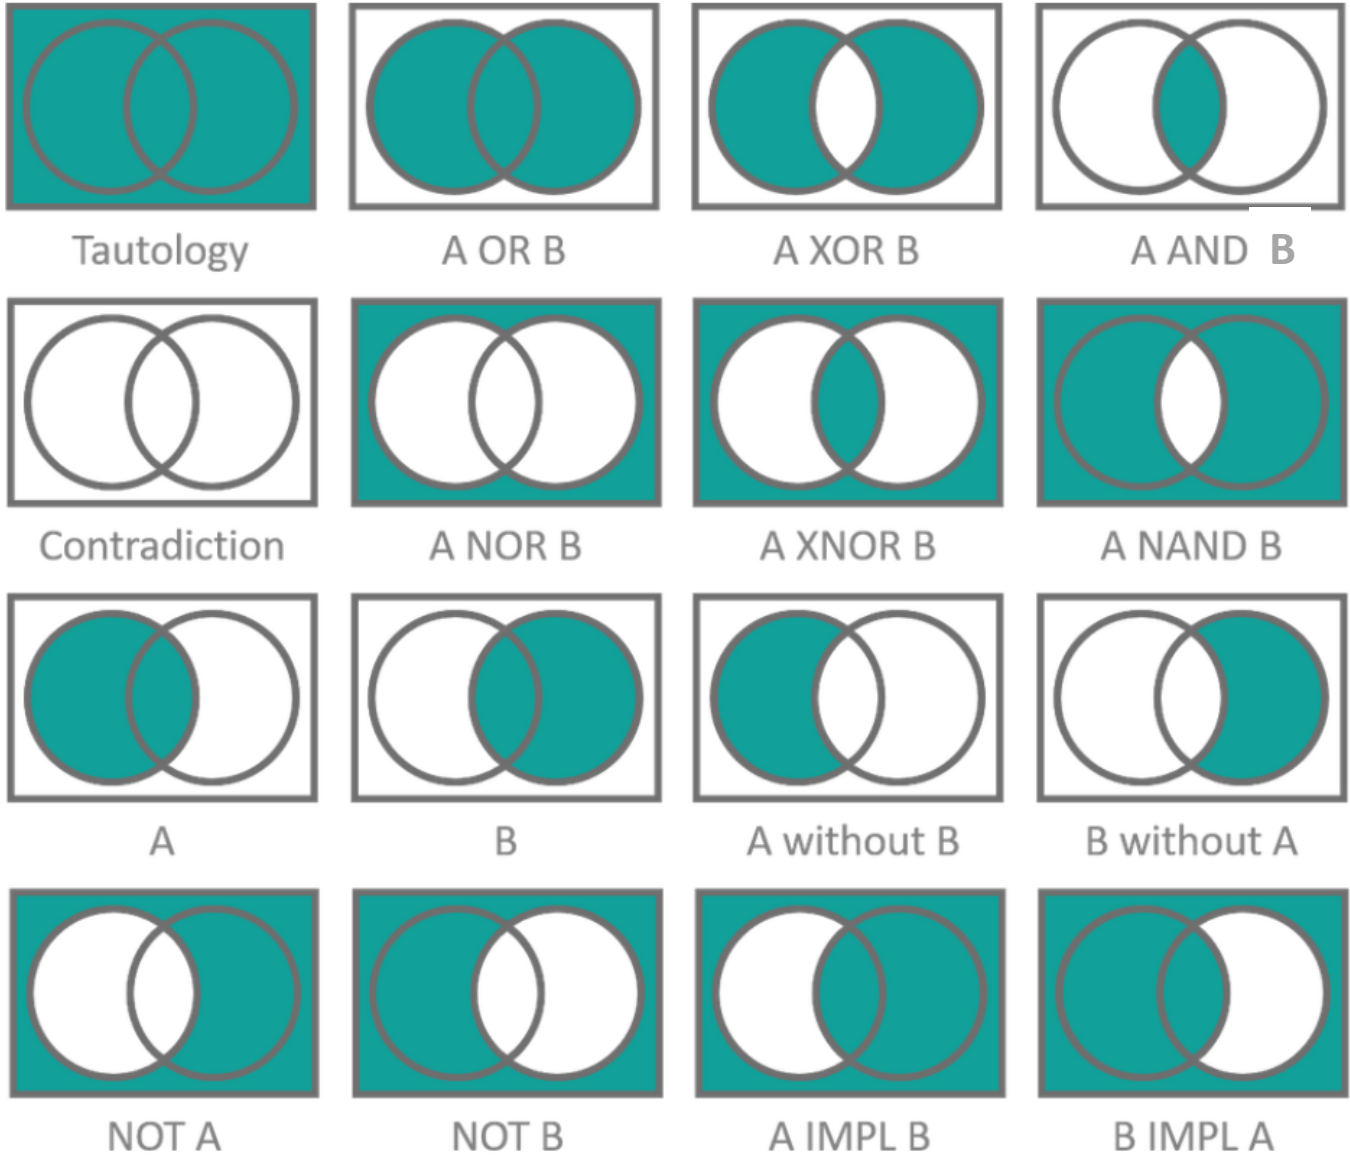 Tautology
A OR B
A XOR B
A AND B
Contradiction
A NOR B
A XNOR B
A NAND B
A
B
A without B
B without A
NOT A
NOT B
A IMPL B
B IMPL A